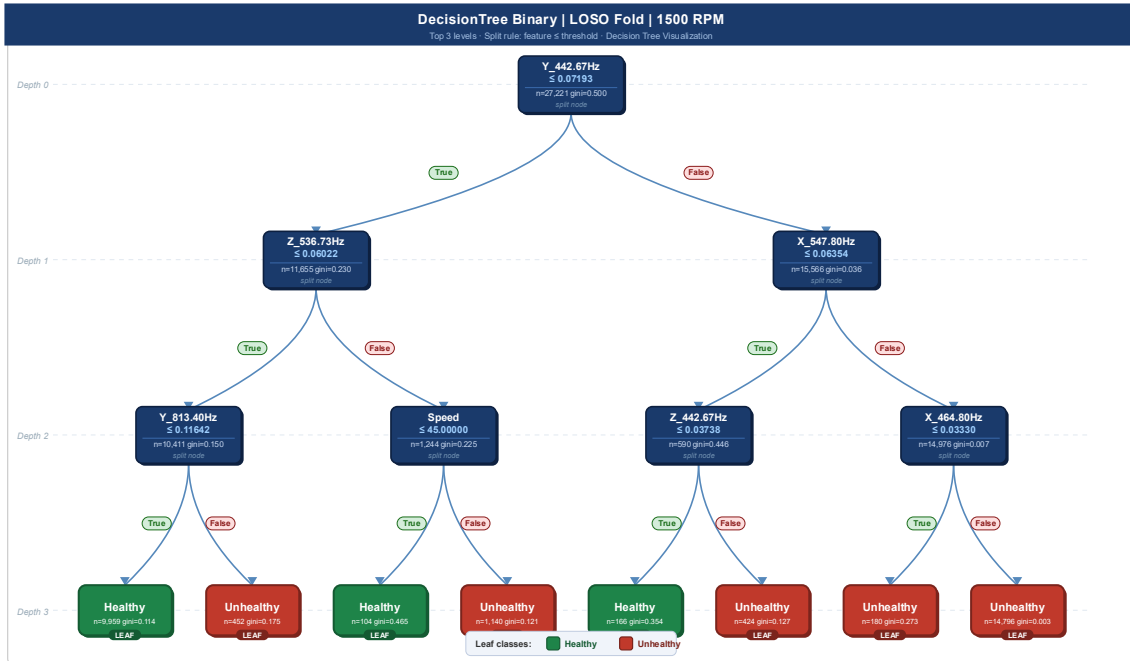 DecisionTree Binary | LOSO Fold | 1500 RPM
Top 3 levels · Split rule: feature ≤ threshold · Decision Tree Visualization
Depth 0
Y_442.67Hz
≤ 0.07193
n=27,221 gini=0.500
split node
True
False
Depth 1
Z_536.73Hz
≤ 0.06022
n=11,655 gini=0.230
split node
X_547.80Hz
≤ 0.06354
n=15,566 gini=0.036
split node
True
False
True
False
Depth 2
Y_813.40Hz
≤ 0.11642
n=10,411 gini=0.150
split node
Speed
≤ 45.00000
n=1,244 gini=0.225
split node
Z_442.67Hz
≤ 0.03738
n=590 gini=0.446
split node
X_464.80Hz
≤ 0.03330
n=14,976 gini=0.007
split node
True
False
True
False
True
False
True
False
Depth 3
Healthy
n=9,959 gini=0.114
LEAF
Unhealthy
n=452 gini=0.175
LEAF
Healthy
n=104 gini=0.465
LEAF
Unhealthy
n=1,140 gini=0.121
Healthy
n=166 gini=0.354
Unhealthy
n=424 gini=0.127
LEAF
Unhealthy
n=180 gini=0.273
LEAF
Unhealthy
n=14,796 gini=0.003
LEAF
Leaf classes: Healthy Unhealthy